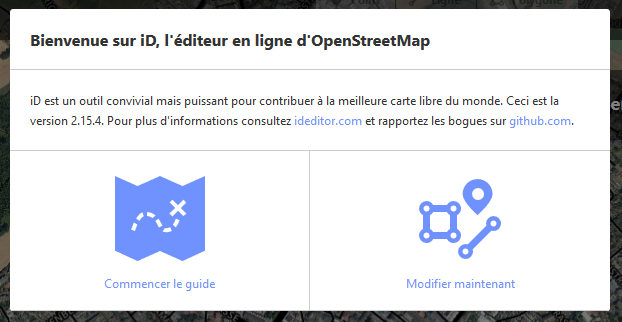 Bienvenue sur iD, l'éditeur en ligne d'OpenStreetMap
iD est un outil convivial mais puissant pour contribuer à la meilleure carte libre du monde. Ceci est la
version 2.15.4. Pour plus d'informations consultez ideditor.com et rapportez les bogues sur github.com.
Commencer le guide
Modifier maintenant